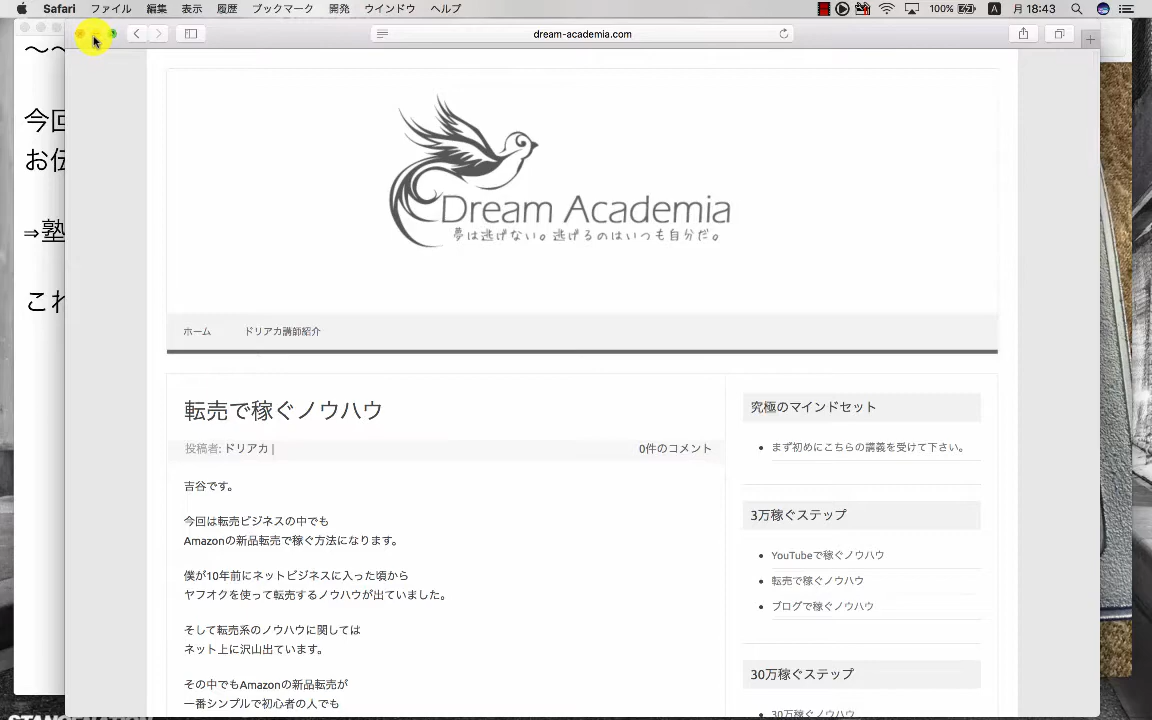 Safari ファイル 編集 表示 履歴 ブックマーク 開発 ウインドウ ヘルプ 100% A 月 18:43
dream-academia.com
今回
お伝
⇒塾
これ
Dream Academia
夢は逃げない。逃げるのはいつも自分だ。
ホーム ドリアカ講師紹介
転売で稼ぐノウハウ
投稿者: ドリアカ | 0件のコメント
吉谷です。
今回は転売ビジネスの中でも
Amazonの新品転売で稼ぐ方法になります。
僕が10年前にネットビジネスに入った頃から
ヤフオクを使って転売するノウハウが出ていました。
そして転売系のノウハウに関しては
ネット上に沢山出ています。
その中でもAmazonの新品転売が
一番シンプルで初心者の人でも
究極のマインドセット
まず初めにこちらの講義を受けて下さい。
3万稼ぐステップ
YouTubeで稼ぐノウハウ
転売で稼ぐノウハウ
ブログで稼ぐノウハウ
30万稼ぐステップ
30万稼ぐノウハウ